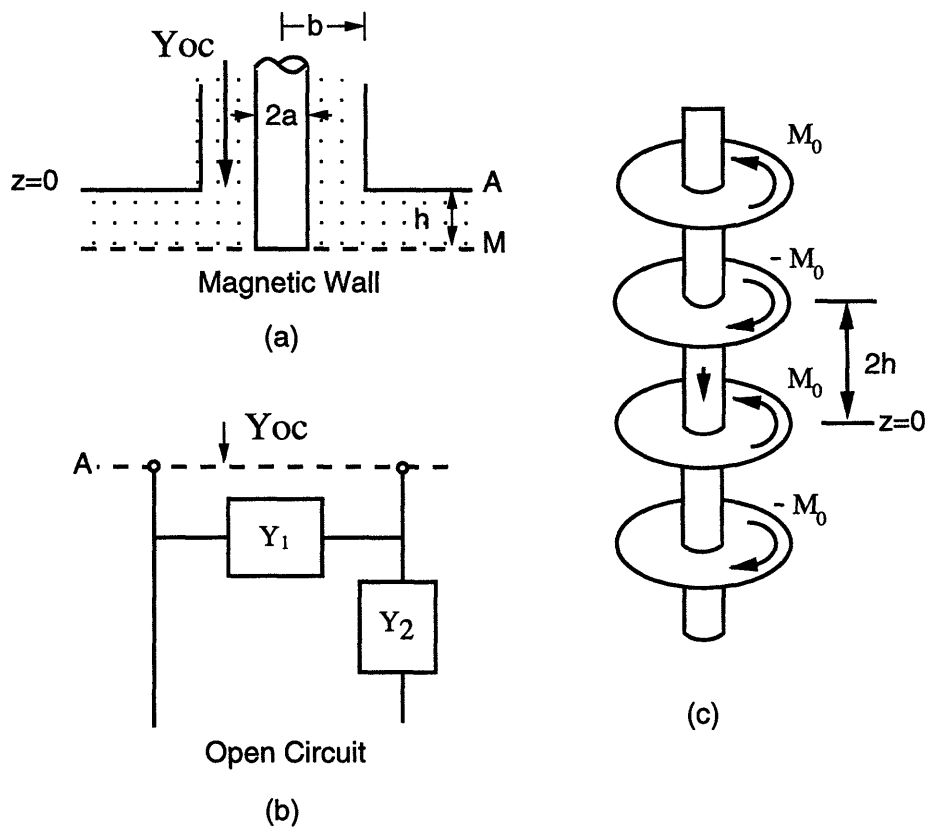 b
Yoc
2a
z=0
A
h
M
Magnetic Wall
(a)
Yoc
A
Y₁
Y₂
Open Circuit
(b)
M₀
- M₀
2h
M₀
z=0
- M₀
(c)